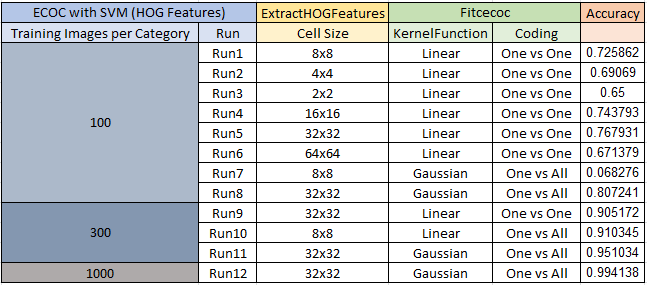 ECOC with SVM (HOG Features) ExtractHOGFeatures Fitcecoc Accuracy
Training Images per Category Run Cell Size KernelFunction Coding
100 Run1 8x8 Linear One vs One 0.725862
Run2 4x4 Linear One vs One 0.69069
Run3 2x2 Linear One vs One 0.65
Run4 16x16 Linear One vs One 0.743793
Run5 32x32 Linear One vs One 0.767931
Run6 64x64 Linear One vs One 0.671379
Run7 8x8 Gaussian One vs All 0.068276
Run8 32x32 Gaussian One vs All 0.807241
300 Run9 32x32 Linear One vs One 0.905172
Run10 8x8 Linear One vs All 0.910345
Run11 32x32 Gaussian One vs All 0.951034
1000 Run12 32x32 Gaussian One vs All 0.994138